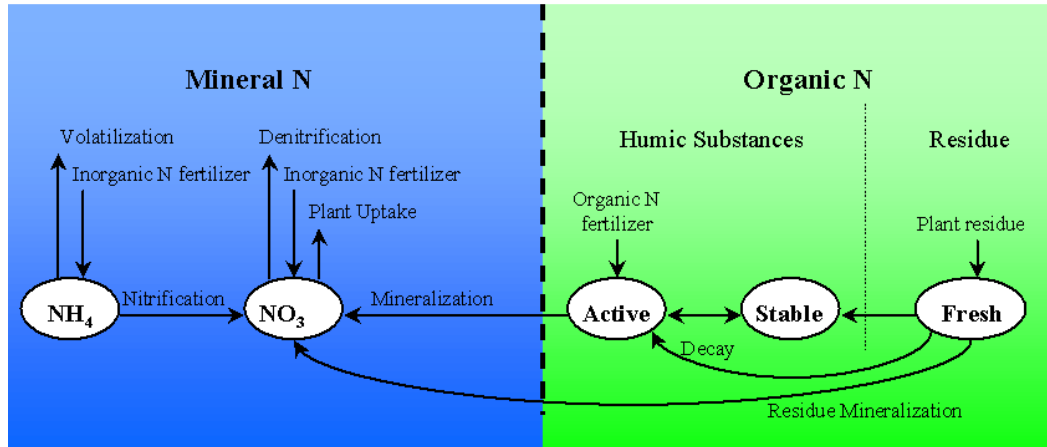 Mineral N
Organic N
Volatilization
Denitrification
Humic Substances
Residue
Inorganic N fertilizer
Inorganic N fertilizer
Plant Uptake
Organic N
fertilizer
Plant residue
NH₄
Nitrification
NO₃
Mineralization
Active
Stable
Fresh
Decay
Residue Mineralization